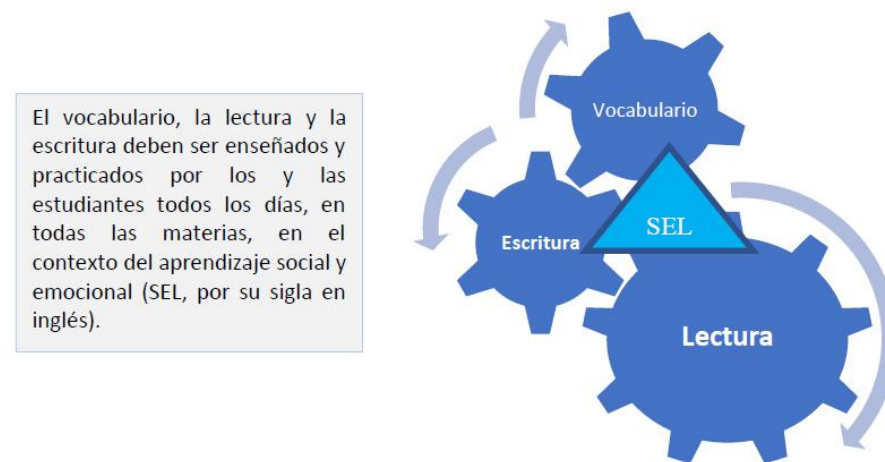 El vocabulario, la lectura y la
escritura deben ser enseñados y
practicados por los y las
estudiantes todos los días, en
todas las materias, en el
contexto del aprendizaje social y
emocional (SEL, por su sigla en
inglés).
Vocabulario
Escritura
SEL
Lectura